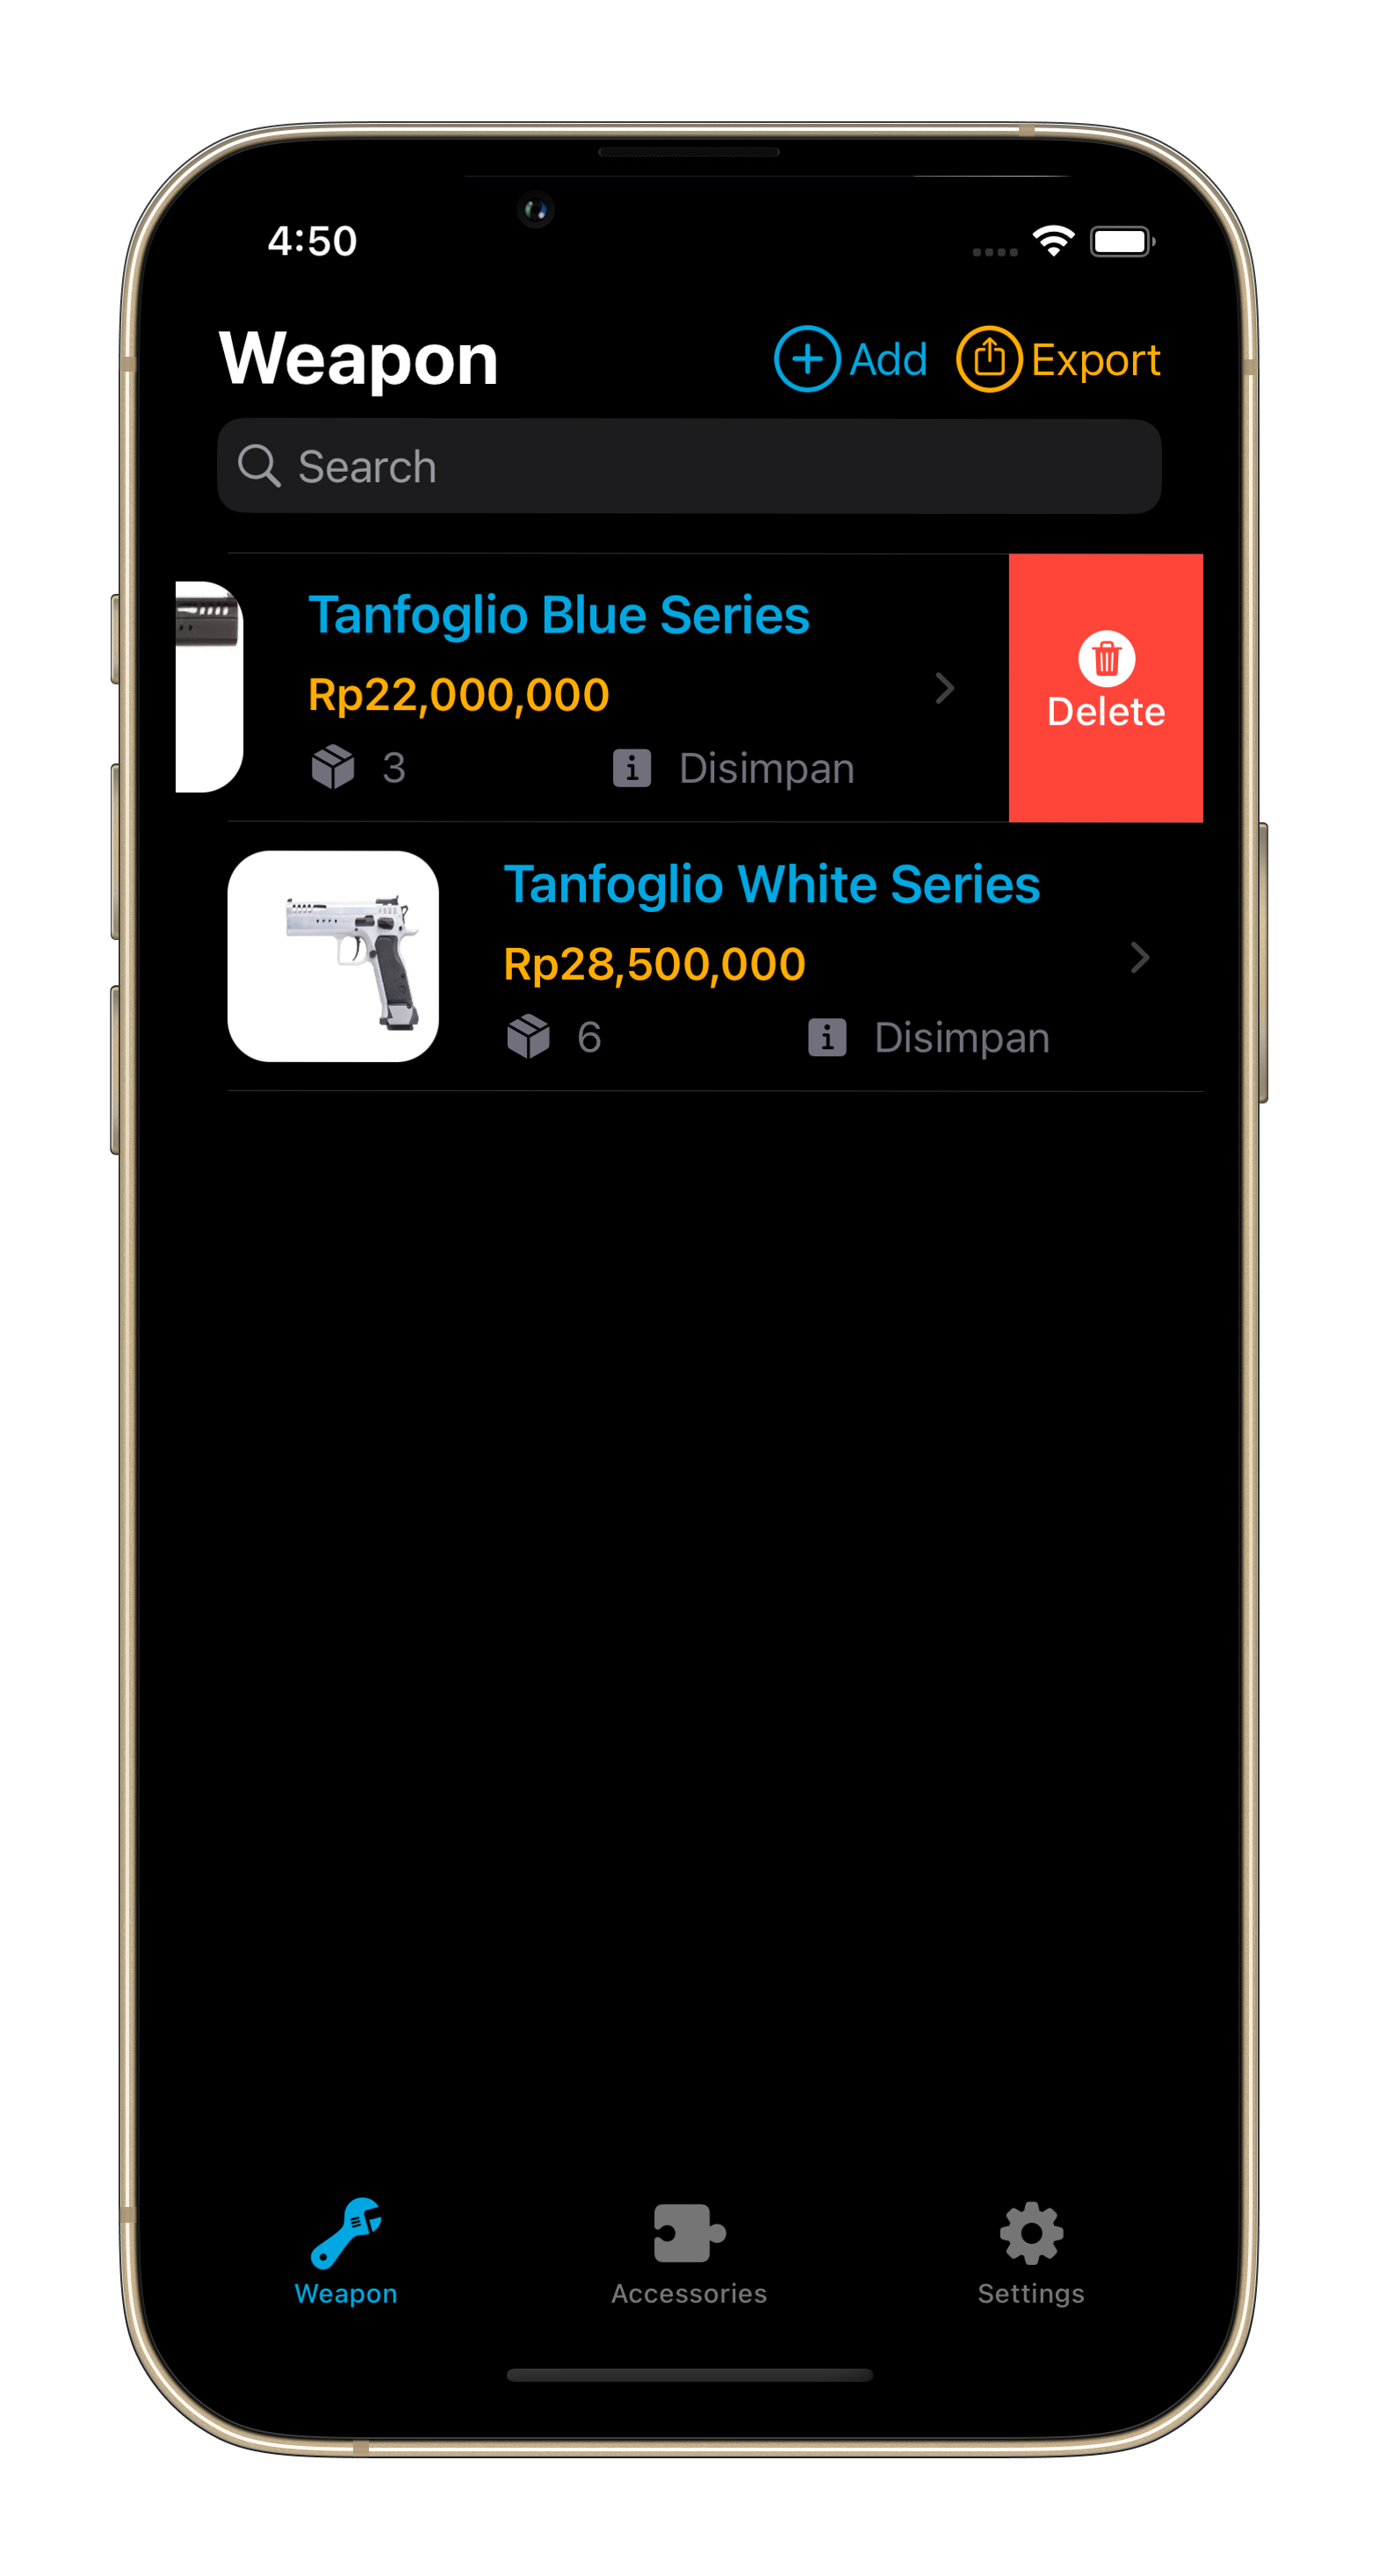 4:50
Weapon
Add
Export
Search
Tanfoglio Blue Series
Rp22,000,000
3
Disimpan
Delete
Tanfoglio White Series
Rp28,500,000
6
Disimpan
Weapon
Accessories
Settings